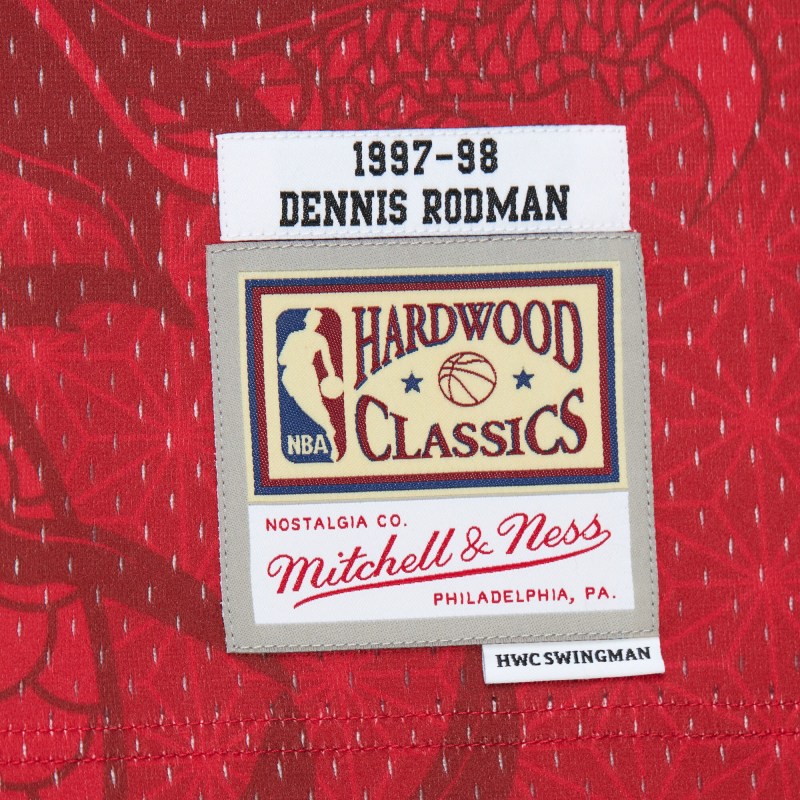 1997-98
DENNIS RODMAN
HARDWOOD
CLASSICS
NBA
NOSTALGIA CO.
Mitchell & Ness
PHILADELPHIA, PA.
HWC SWINGMAN